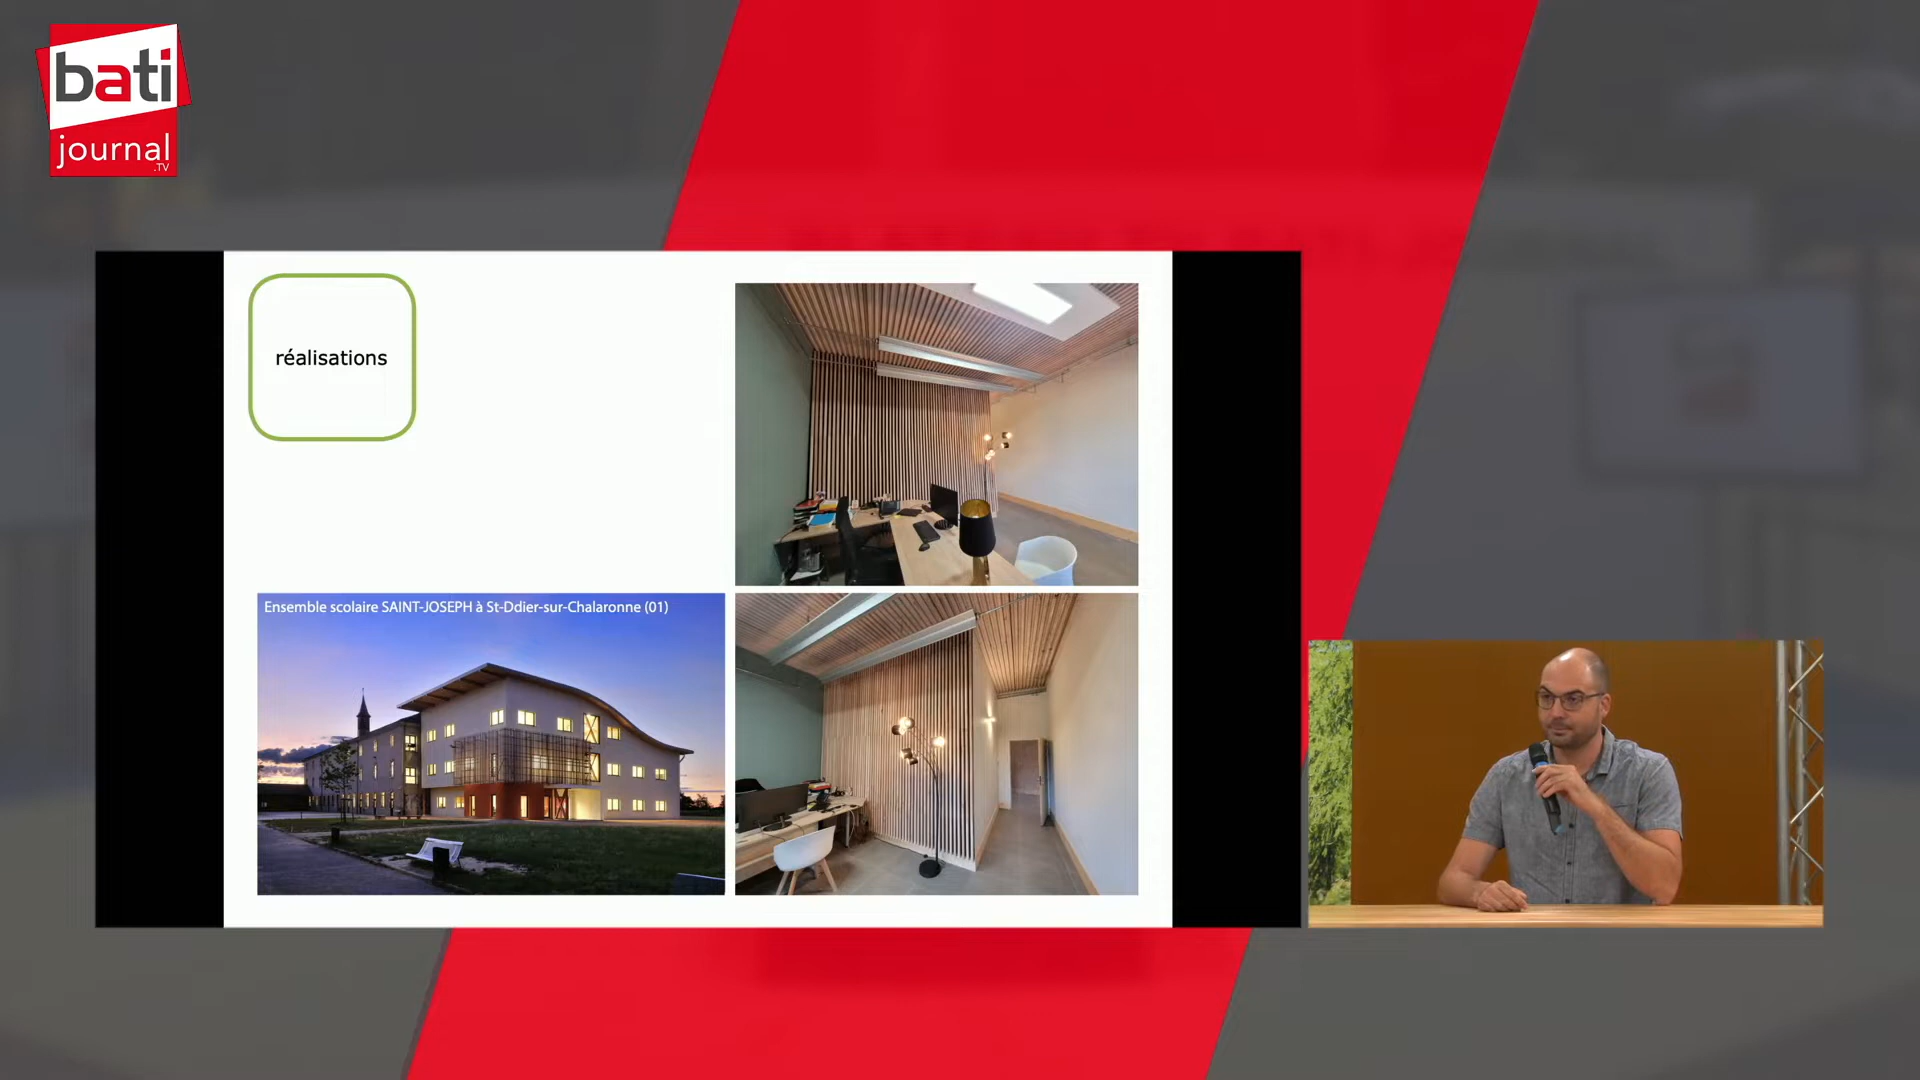 bati
journal
.TV
réalisations
Ensemble scolaire SAINT-JOSEPH à St-Ddier-sur-Chalaronne (01)